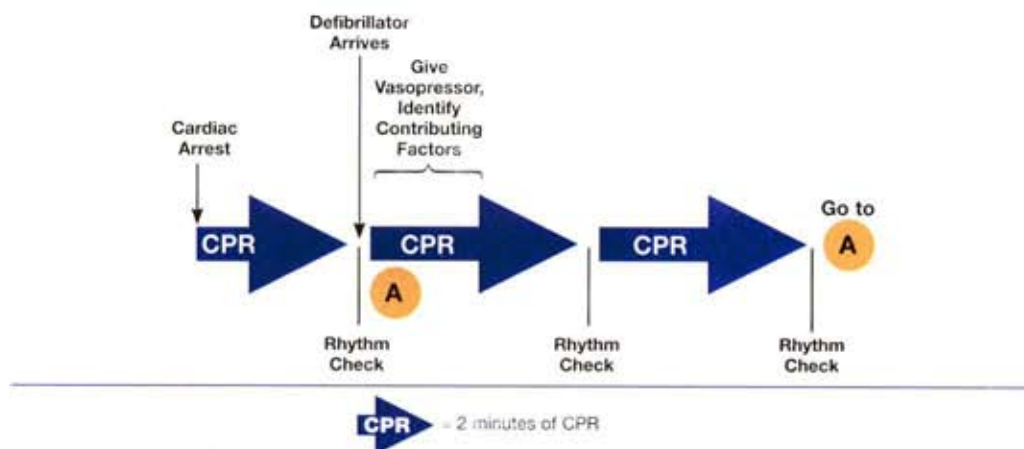 Defibrillator
Arrives
Give
Vasopressor,
Identify
Contributing
Factors
Cardiac
Arrest
CPR
CPR
CPR
Go to
A
A
Rhythm
Check
Rhythm
Check
Rhythm
Check
CPR = 2 minutes of CPR